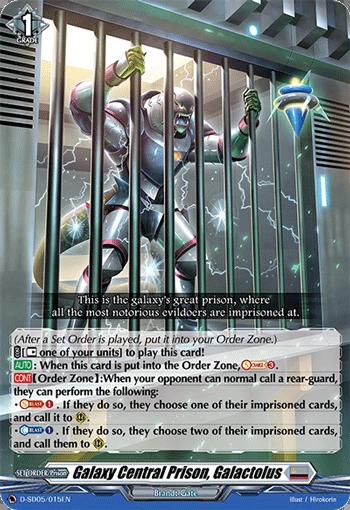 1
GRADE
This is the galaxy's great prison, where
all the most notorious evildoers are imprisoned at.
(After a Set Order is played, put it into your Order Zone.)
[ one of your units] to play this card!
AUTO : When this card is put into the Order Zone, CHARGE 3.
CONT 【Order Zone】:When your opponent can normal call a rear-guard,
they can perform the following:
・ BLAST 1 . If they do so, they choose one of their imprisoned cards,
and call it to .
・ BLAST 1 . If they do so, they choose two of their imprisoned cards,
and call them to .
-SET ORDER- Prison
Galaxy Central Prison, Galactolus
Brandt Gate
D-SD05/015EN
illust / Hirokorin